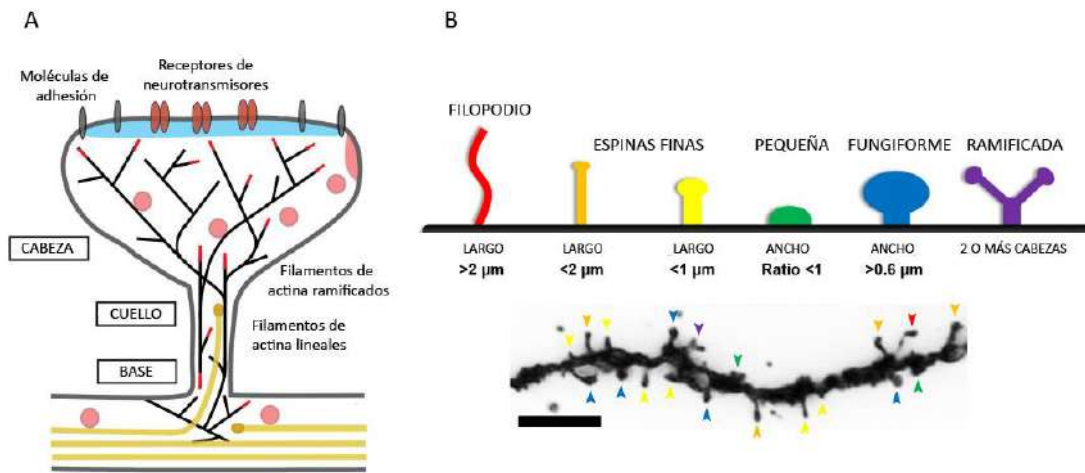 A
Moléculas de
adhesión
Receptores de
neurotransmisores
CABEZA
Filamentos de
actina ramificados
CUELLO
Filamentos de
actina lineales
BASE
B
FILOPODIO
ESPINAS FINAS
PEQUEÑA
FUNGIFORME
RAMIFICADA
LARGO
>2 µm
LARGO
<2 µm
LARGO
<1 µm
ANCHO
Ratio <1
ANCHO
>0.6 µm
2 O MÁS CABEZAS